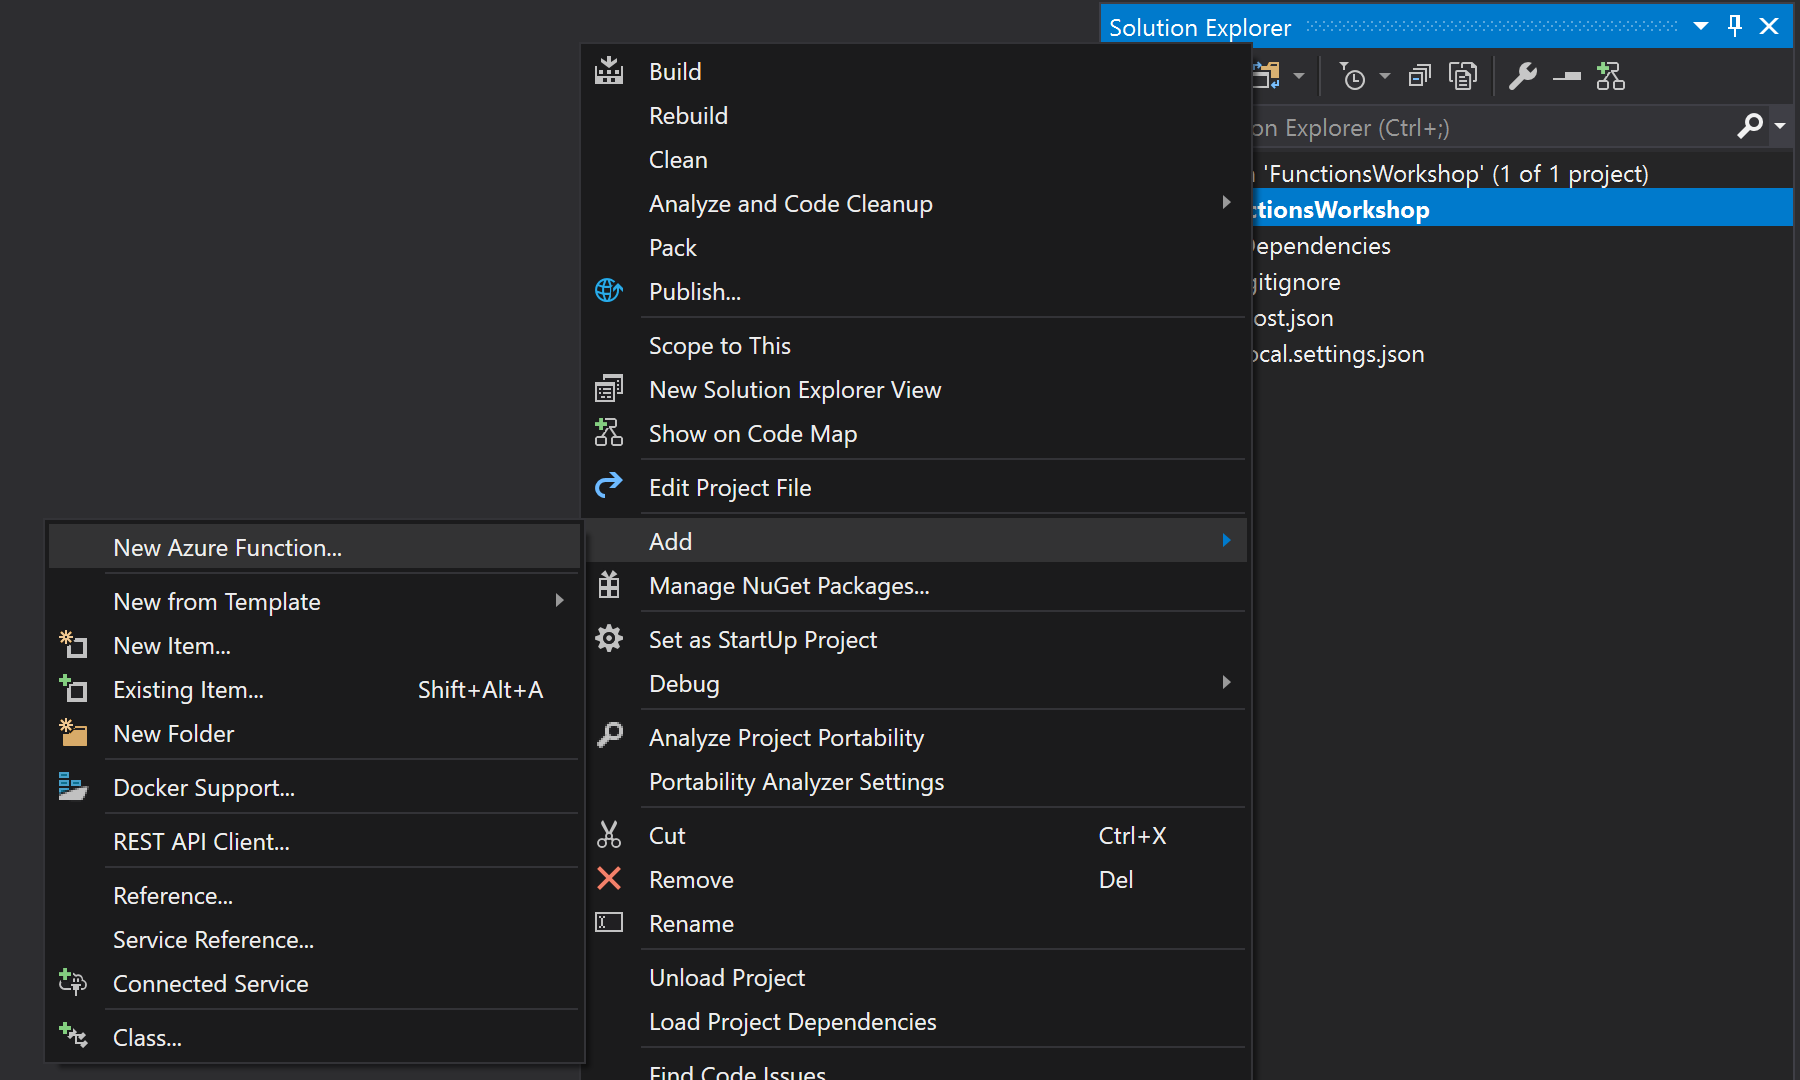 Solution Explorer
Explorer (Ctrl+;)
'FunctionsWorkshop' (1 of 1 project)
Build
Rebuild
Clean
Analyze and Code Cleanup
Pack
Publish...
Scope to This
New Solution Explorer View
Show on Code Map
Edit Project File
Add
Manage NuGet Packages...
Set as StartUp Project
Debug
Analyze Project Portability
Portability Analyzer Settings
Cut Ctrl+X
Remove Del
Rename
Unload Project
Load Project Dependencies
Find Code Issues
ctionsWorkshop
ependencies
gitignore
ost.json
ocal.settings.json
New Azure Function...
New from Template
New Item...
Existing Item... Shift+Alt+A
New Folder
Docker Support...
REST API Client...
Reference...
Service Reference...
Connected Service
Class...